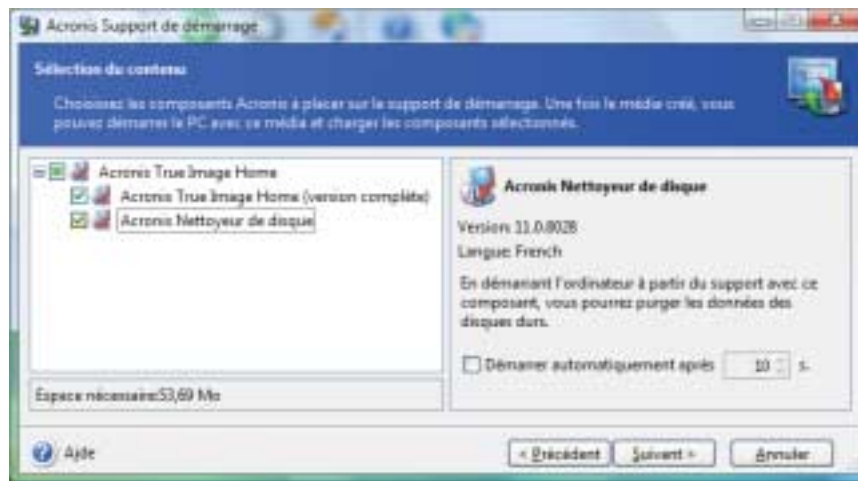 Acronis Support de démarrage
Sélection du contenu
Choisissez les composants Acronis à placer sur le support de démarrage. Une fois le média créé, vous
pouvez démarrer le PC avec ce média et charger les composants sélectionnés.
Acronis True Image Home
Acronis True Image Home (version complète)
Acronis Nettoyeur de disque
Acronis Nettoyeur de disque
Version: 11.0.8028
Langue: French
En démarrant l'ordinateur à partir du support avec ce
composant, vous pourrez purger les données des
disques durs.
Démarrer automatiquement après 10 s.
Espace nécessaire:53,69 Mo
Aide
< Précédent
Suivant >
Annuler